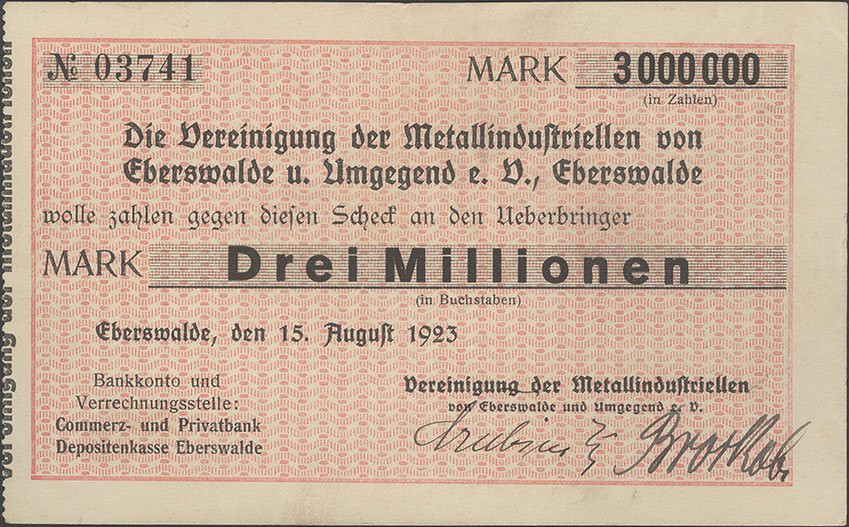 № 03741
MARK 3000000
(in Zahlen)
Die Vereinigung der Metallindustriellen von
Eberswalde u. Umgegend e. V., Eberswalde
wolle zahlen gegen diesen Scheck an den Ueberbringer
MARK Drei Millionen
(in Buchstaben)
Eberswalde, den 15. August 1923
Bankkonto und
Verrechnungsstelle:
Commerz- und Privatbank
Depositenkasse Eberswalde
Vereinigung der Metallindustriellen
von Eberswalde und Umgegend e. V.